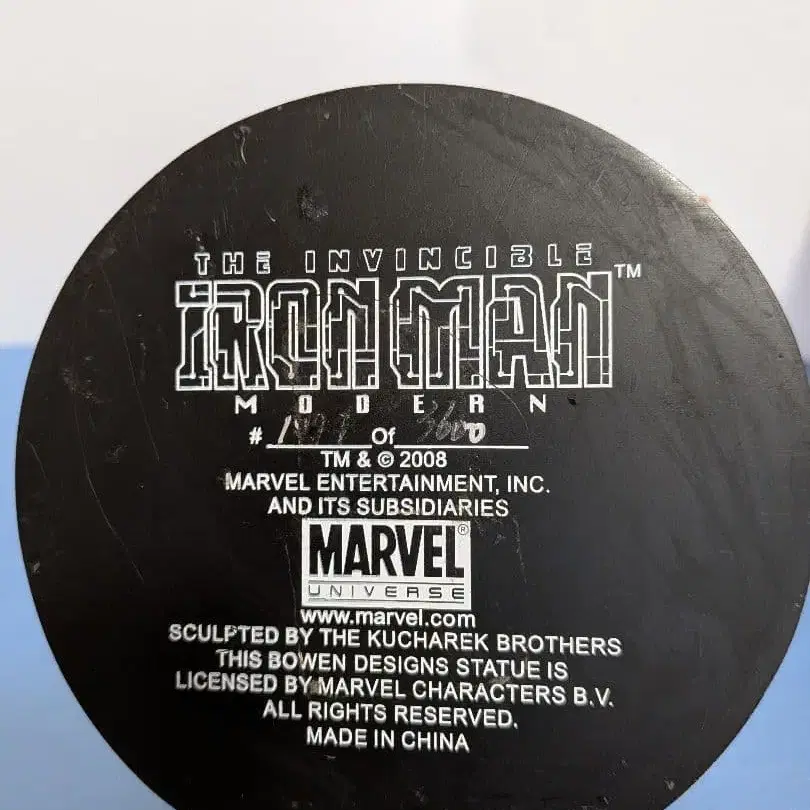 THE INVINCIBLE
IRON MAN™
MODERN
# Of 3600
TM & © 2008
MARVEL ENTERTAINMENT, INC.
AND ITS SUBSIDIARIES
MARVEL®
UNIVERSE
www.marvel.com
SCULPTED BY THE KUCHAREK BROTHERS
THIS BOWEN DESIGNS STATUE IS
LICENSED BY MARVEL CHARACTERS B.V.
ALL RIGHTS RESERVED.
MADE IN CHINA